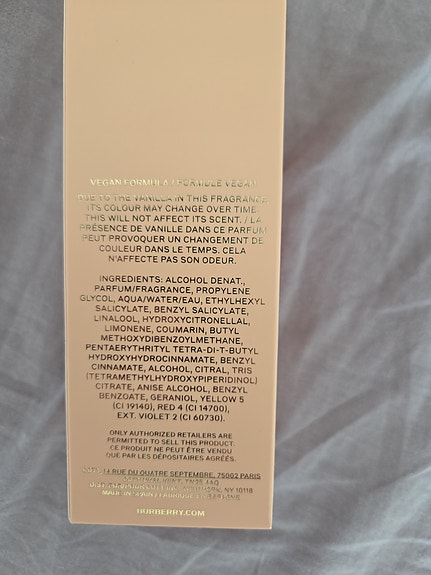 VEGAN FORMULA / FORMULE VEGAN
DUE TO THE VANILLA IN THIS FRAGRANCE
ITS COLOUR MAY CHANGE OVER TIME.
THIS WILL NOT AFFECT ITS SCENT. / LA
PRÉSENCE DE VANILLE DANS CE PARFUM
PEUT PROVOQUER UN CHANGEMENT DE
COULEUR DANS LE TEMPS. CELA
N'AFFECTE PAS SON ODEUR.
INGREDIENTS: ALCOHOL DENAT.,
PARFUM/FRAGRANCE, PROPYLENE
GLYCOL, AQUA/WATER/EAU, ETHYLHEXYL
SALICYLATE, BENZYL SALICYLATE,
LINALOOL, HYDROXYCITRONELLAL,
LIMONENE, COUMARIN, BUTYL
METHOXYDIBENZOYLMETHANE,
PENTAERYTHRITYL TETRA-DI-T-BUTYL
HYDROXYHYDROCINNAMATE, BENZYL
CINNAMATE, ALCOHOL, CITRAL, TRIS
(TETRAMETHYLHYDROXYPIPERIDINOL)
CITRATE, ANISE ALCOHOL, BENZYL
BENZOATE, GERANIOL, YELLOW 5
(CI 19140), RED 4 (CI 14700),
EXT. VIOLET 2 (CI 60730).
ONLY AUTHORIZED RETAILERS ARE
PERMITTED TO SELL THIS PRODUCT.
CE PRODUIT NE PEUT ÊTRE VENDU
QUE PAR LES DÉPOSITAIRES AGRÉÉS.
14 RUE DU QUATRE SEPTEMBRE, 75002 PARIS
NY 10118
MADE IN SPAIN
BURBERRY.COM